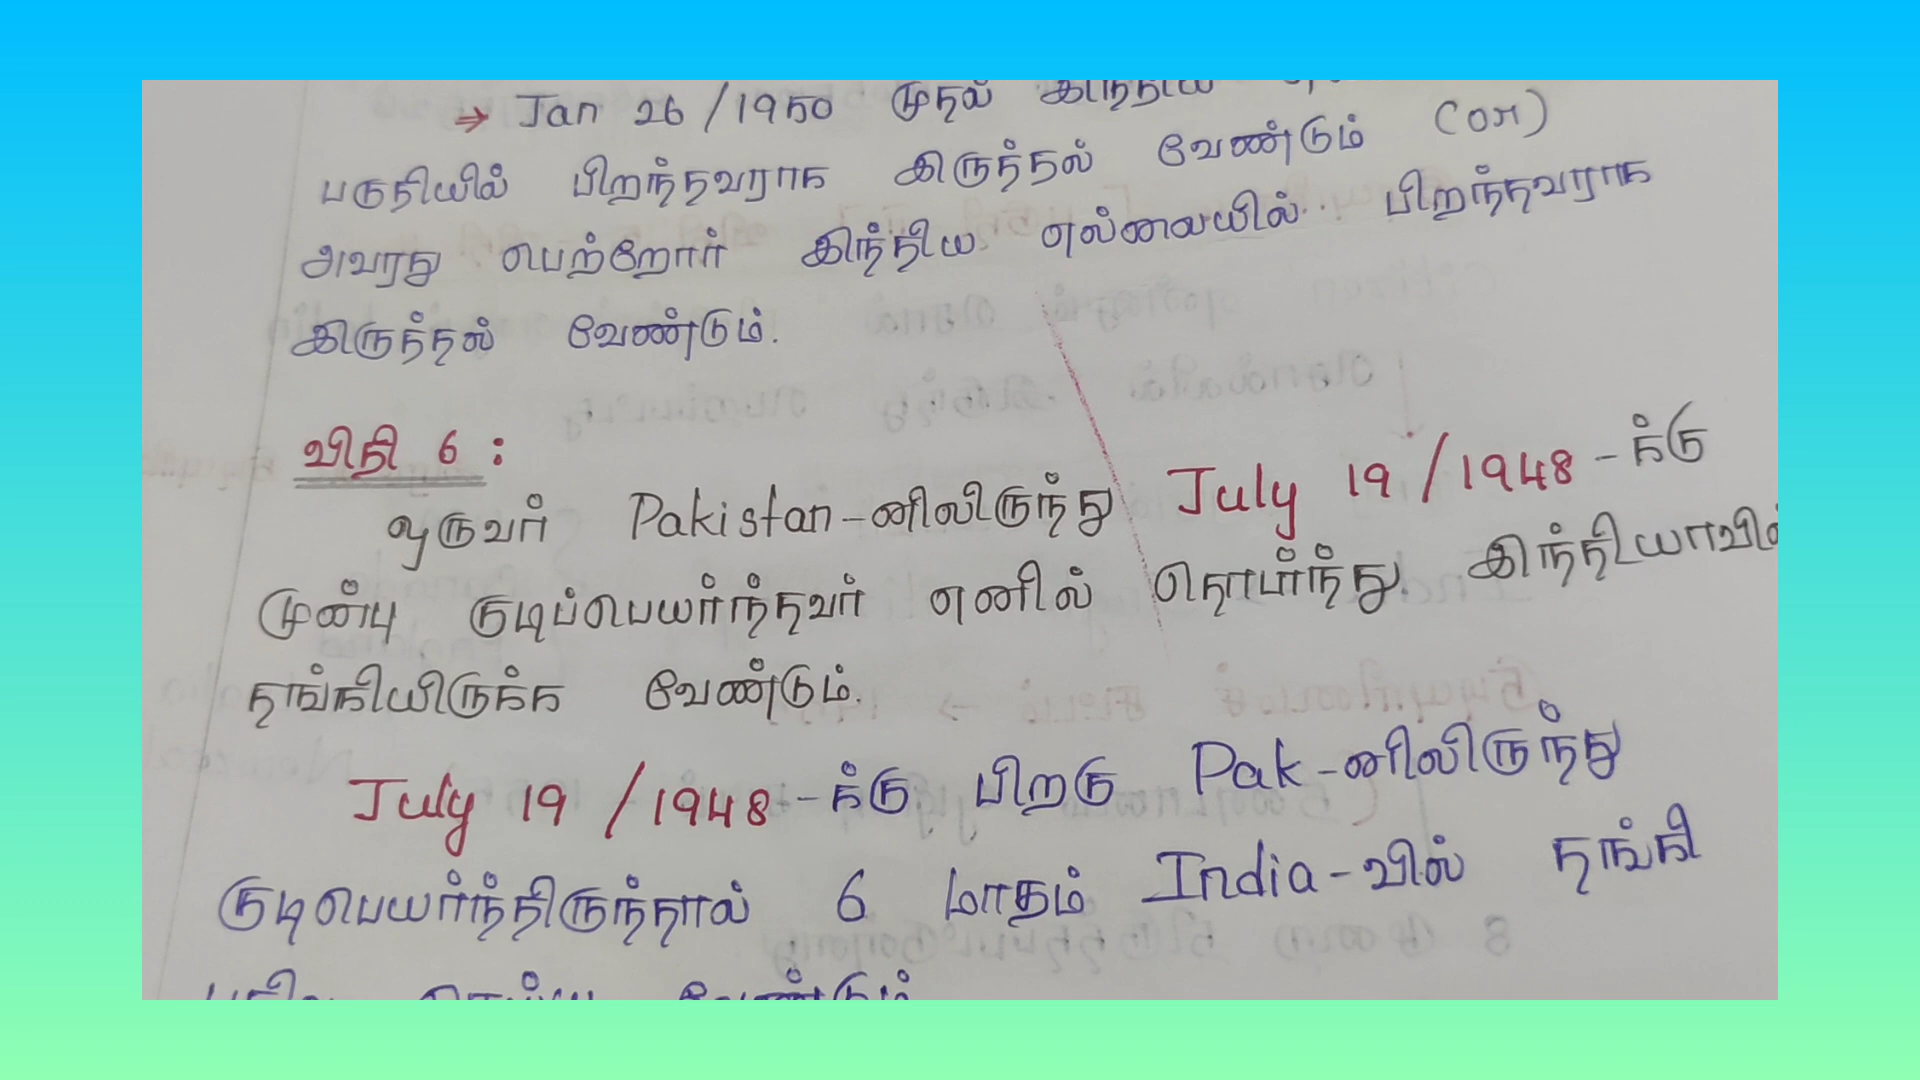 → Jan 26 /1950 முதல் இந்திய
பகுதியில் பிறந்தவராக இருத்தல் வேண்டும் (or)
அவரது பெற்றோர் இந்திய எல்லையில் பிறந்தவராக
இருத்தல் வேண்டும்.
விதி 6 :
ஒருவர் Pakistan-னிலிருந்து July 19 /1948 -க்கு
முன்பு குடிப்பெயர்ந்தவர் எனில் தொடர்ந்து இந்தியாவில்
தங்கியிருக்க வேண்டும்.
July 19 /1948 -க்கு பிறகு Pak-னிலிருந்து
குடிபெயர்ந்திருந்தால் 6 மாதம் India-வில் தங்கி
வேண்டும்